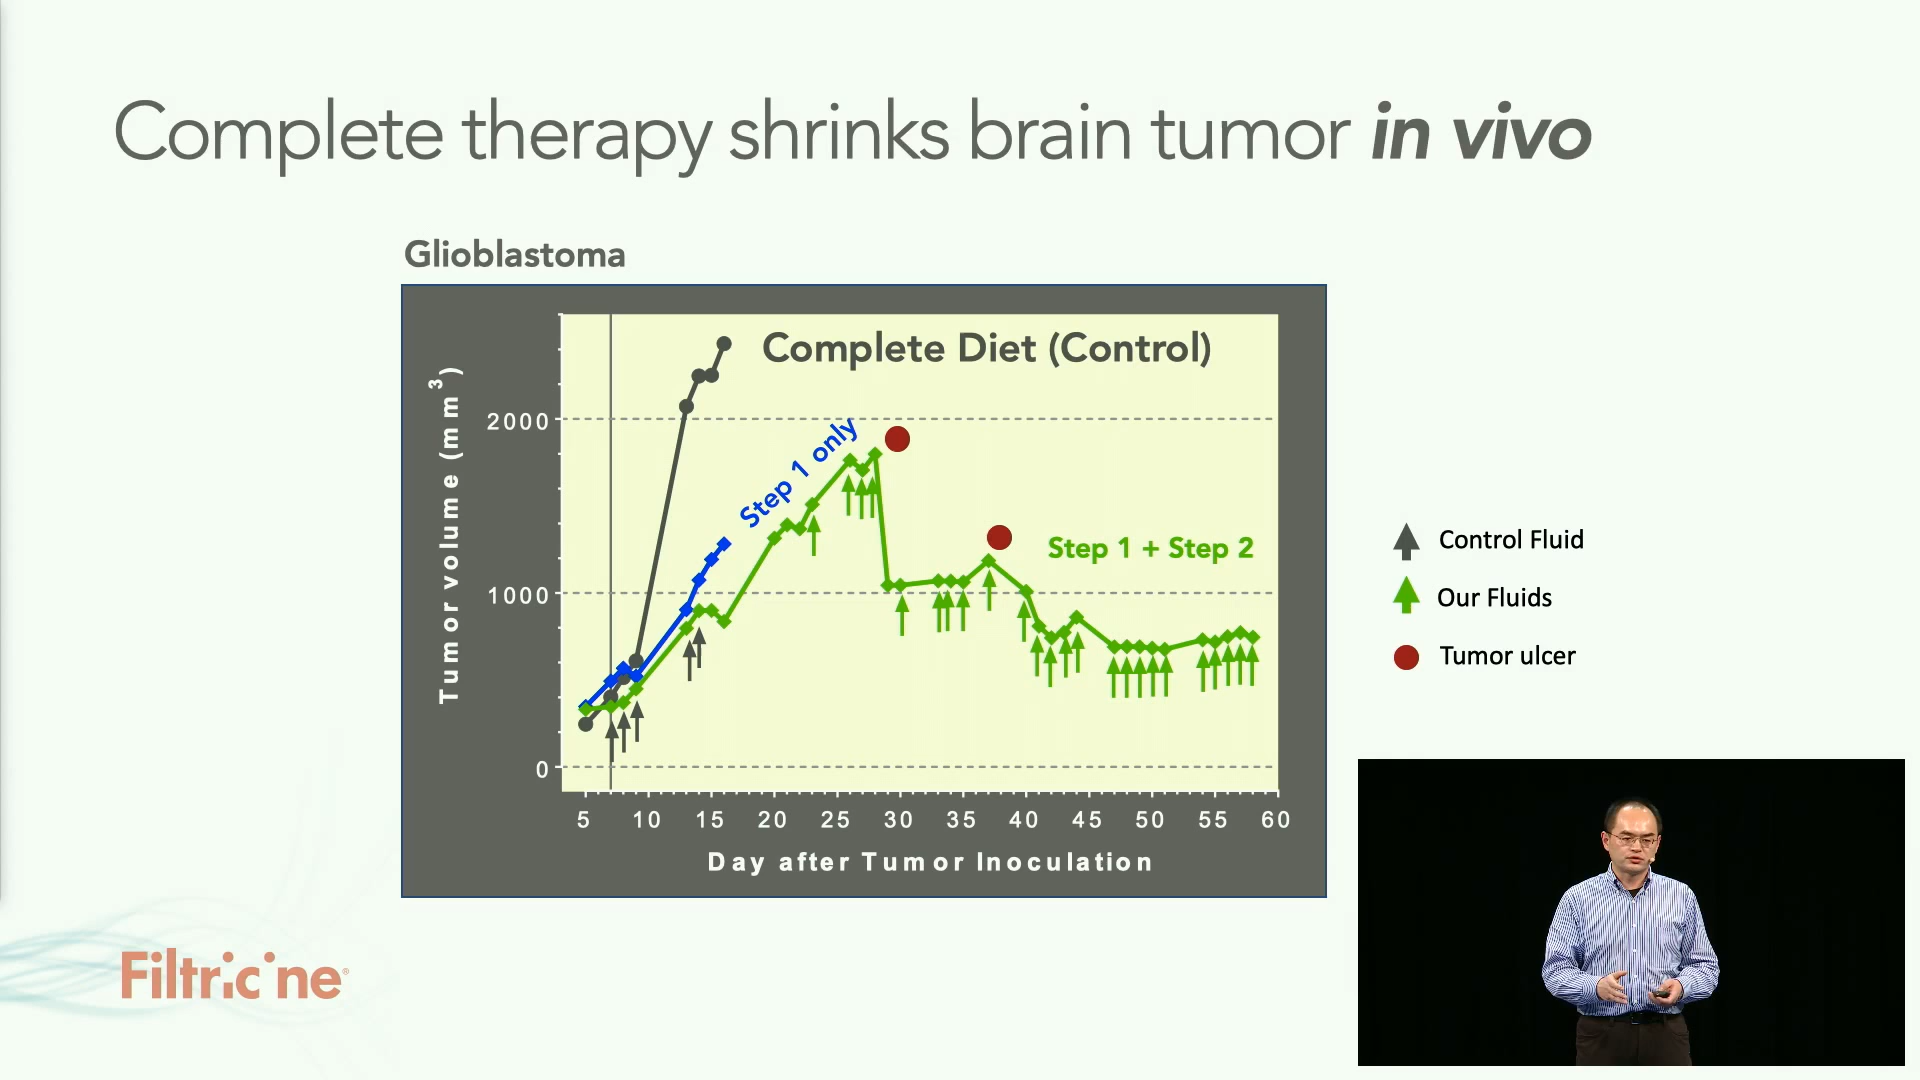 Complete therapy shrinks brain tumor in vivo
Glioblastoma
Complete Diet (Control)
Tumor volume (mm³)
2000
1000
0
Step 1 only
Step 1 + Step 2
5 10 15 20 25 30 35 40 45 50 55 60
Day after Tumor Inoculation
Control Fluid
Our Fluids
Tumor ulcer
Filtricine®